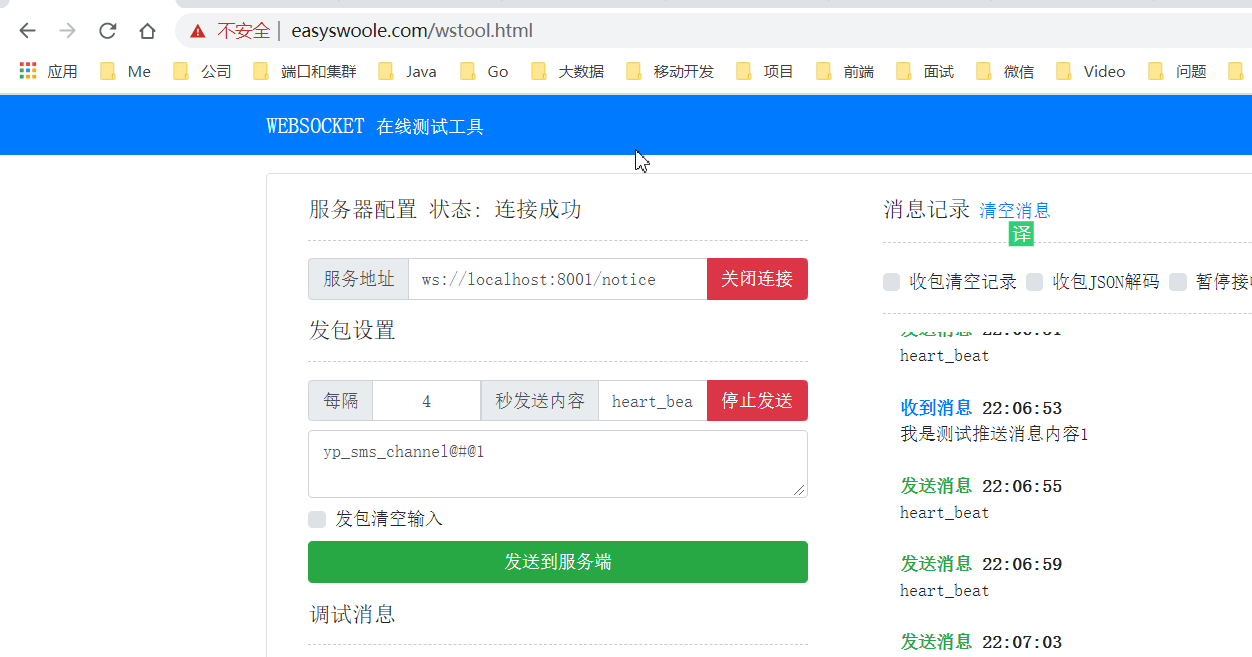 不安全 | easyswoole.com/wstool.html
应用 Me 公司 端口和集群 Java Go 大数据 移动开发 项目 前端 面试 微信 Video 问题
WEBSOCKET 在线测试工具
服务器配置 状态: 连接成功
服务地址 ws://localhost:8001/notice 关闭连接
发包设置
每隔 4 秒发送内容 heart_bea 停止发送
yp_sms_channel@#@1
发包清空输入
发送到服务端
调试消息
消息记录 清空消息
译
收包清空记录 收包JSON解码 暂停接收
发送消息
heart_beat
收到消息 22:06:53
我是测试推送消息内容1
发送消息 22:06:55
heart_beat
发送消息 22:06:59
heart_beat
发送消息 22:07:03